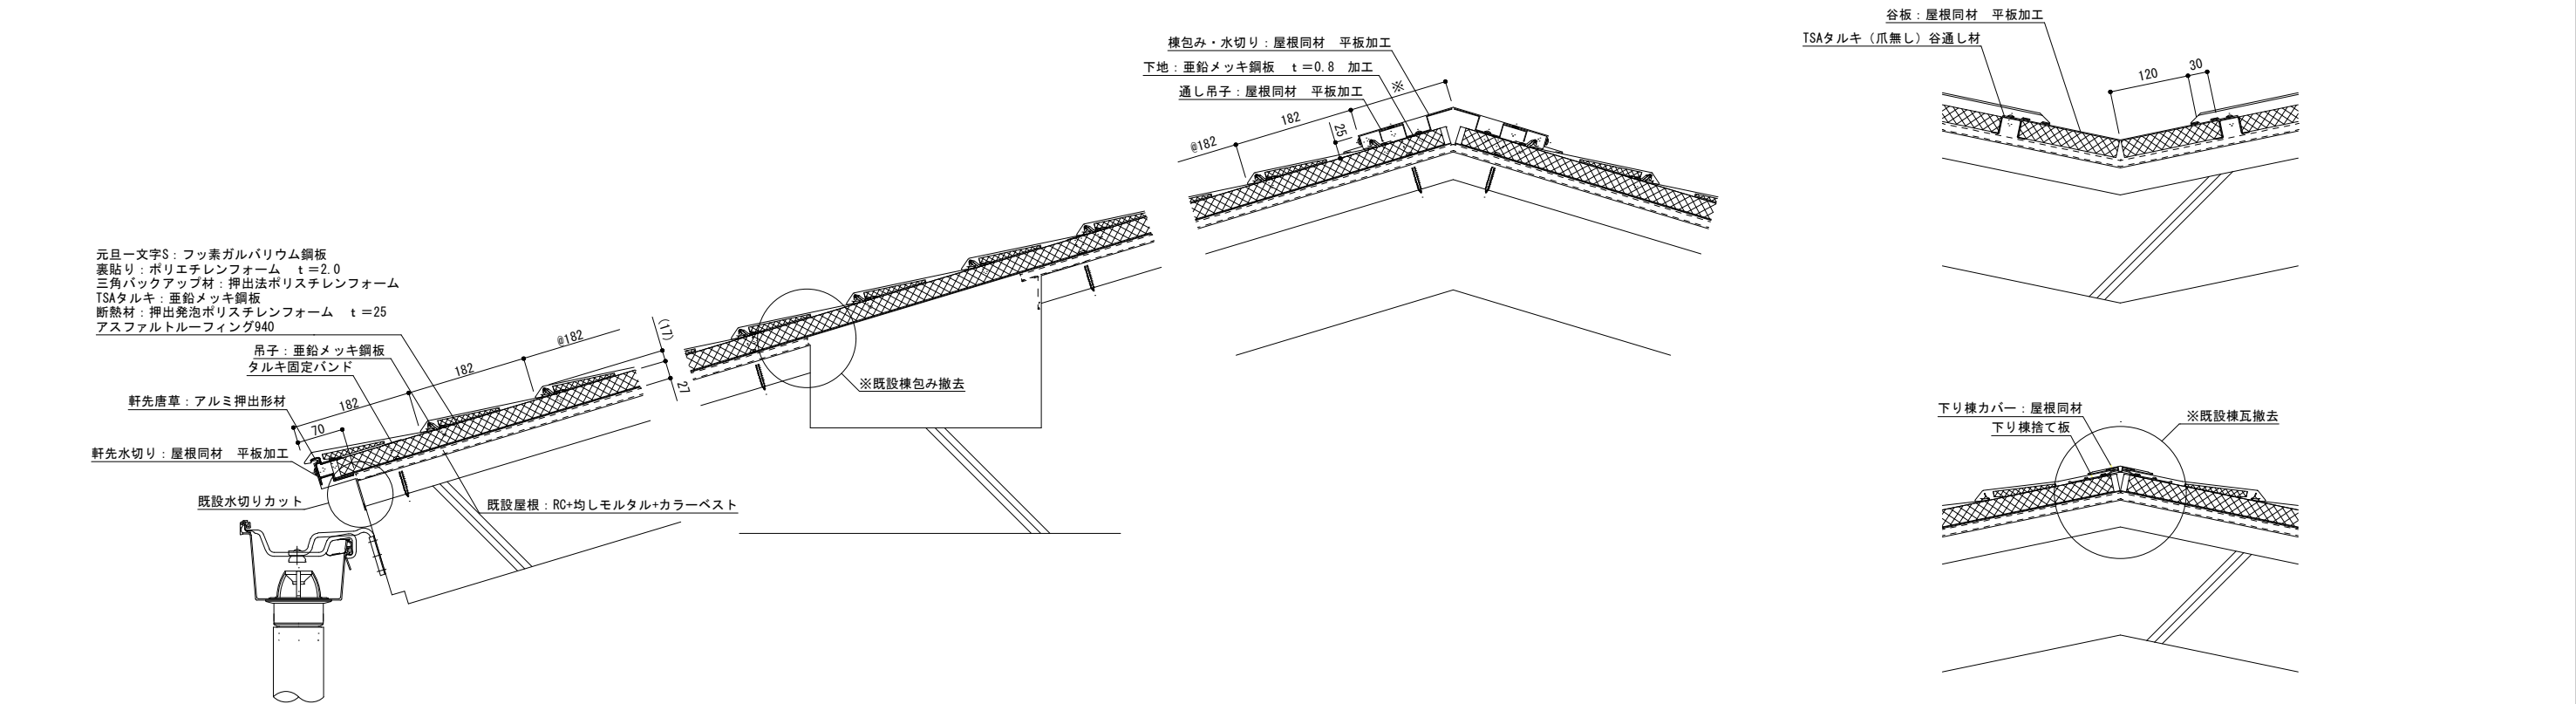 元旦一文字S：フッ素ガルバリウム鋼板
裏貼り：ポリエチレンフォーム　ｔ＝2.0
三角バックアップ材：押出法ポリスチレンフォーム
TSAタルキ：亜鉛メッキ鋼板
断熱材：押出発泡ポリスチレンフォーム　ｔ＝25
アスファルトルーフィング940
吊子：亜鉛メッキ鋼板
タルキ固定バンド
軒先唐草：アルミ押出形材
軒先水切り：屋根同材　平板加工
既設水切りカット
70
182
182
@182
(17)
27
既設屋根：RC+均しモルタル+カラーベスト
※既設棟包み撤去
棟包み・水切り：屋根同材　平板加工
下地：亜鉛メッキ鋼板　ｔ＝0.8　加工
通し吊子：屋根同材　平板加工
@182
182
※
25
谷板：屋根同材　平板加工
TSAタルキ（爪無し）谷通し材
120
30
下り棟カバー：屋根同材
下り棟捨て板
※既設棟瓦撤去